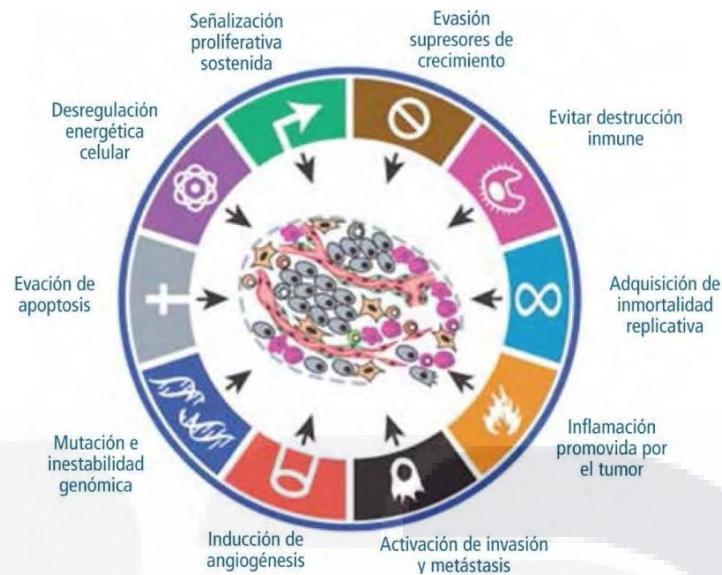 Señalización
proliferativa
sostenida
Evasión
supresores de
crecimiento
Desregulación
energética
celular
Evitar destrucción
inmune
Evación de
apoptosis
Adquisición de
inmortalidad
replicativa
Mutación e
inestabilidad
genómica
Inflamación
promovida por
el tumor
Inducción de
angiogénesis
Activación de invasión
y metástasis